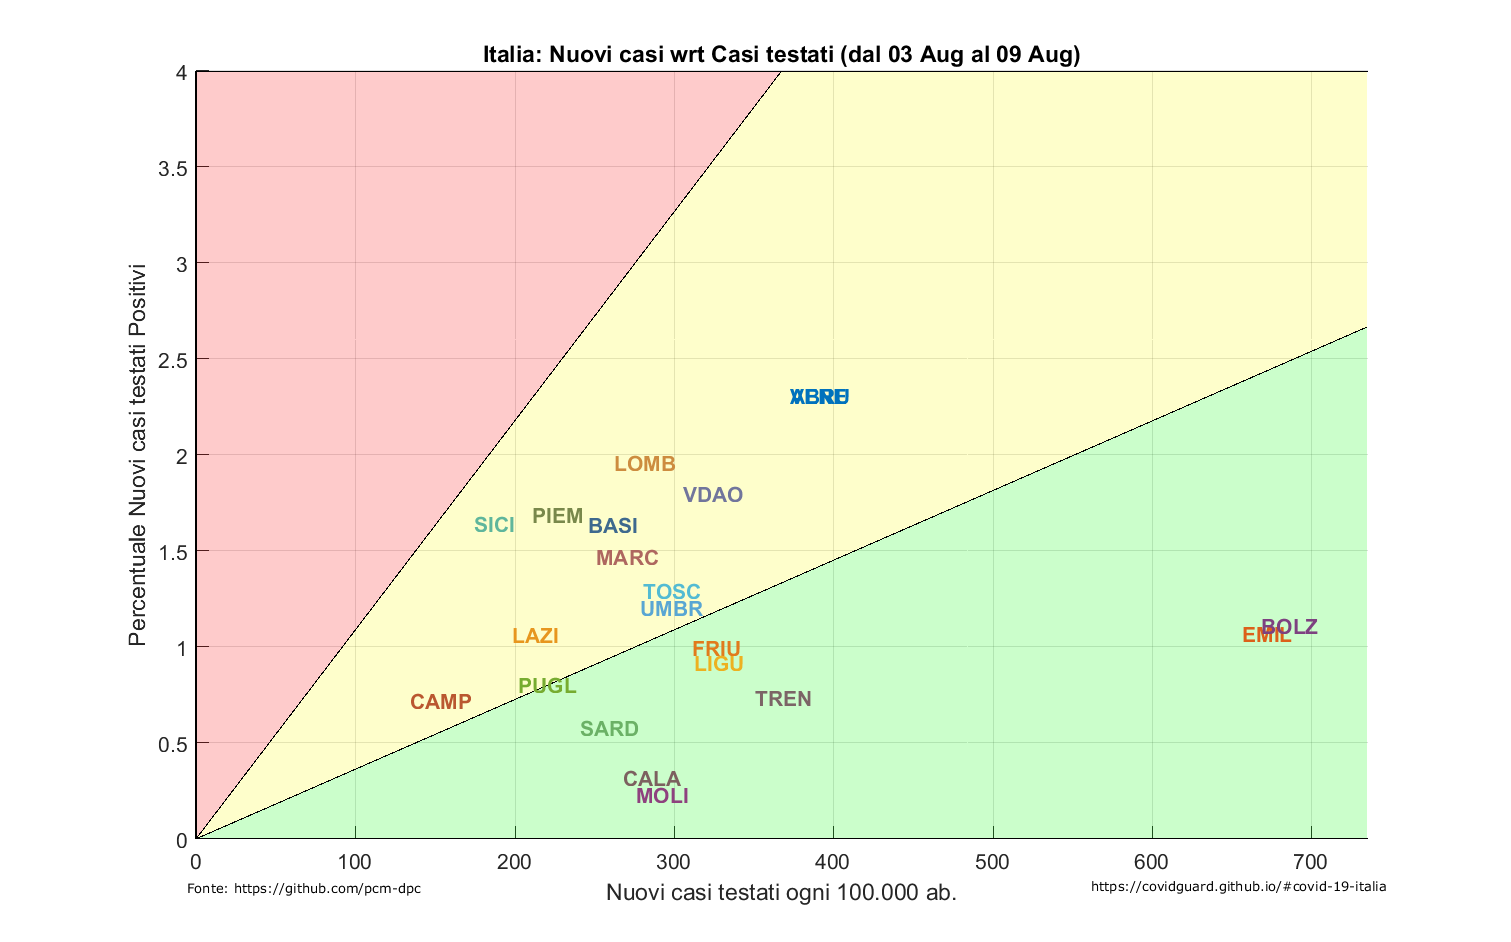 Italia: Nuovi casi wrt Casi testati (dal 03 Aug al 09 Aug)
4
3.5
3
2.5
2
1.5
1
0.5
0
Percentuale Nuovi casi testati Positivi
LOMB
VDAO
PIEM
SICI
BASI
MARC
TOSC
UMBR
LAZI
BOLZ
EMIL
FRIU
LIGU
PUGL
TREN
CAMP
SARD
CALA
MOLI
0 100 200 300 400 500 600 700
Nuovi casi testati ogni 100.000 ab.
Fonte: https://github.com/pcm-dpc
https://covidguard.github.io/#covid-19-italia